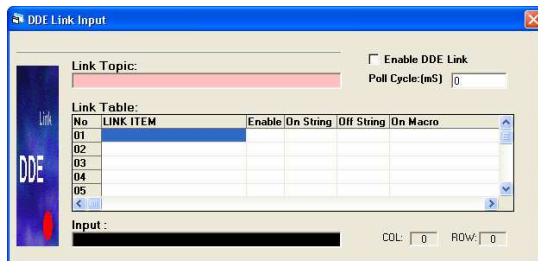 DDE Link Input
Link Topic:
Enable DDE Link
Poll Cycle:(mS) 0
Link Table:
No LINK ITEM Enable On String Off String On Macro
01
02
03
04
05
Link
DDE
Input :
COL: 0 ROW: 0